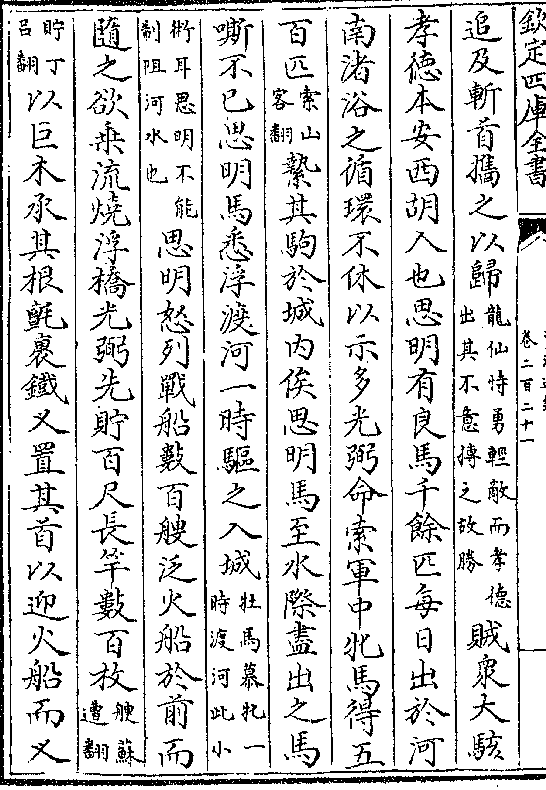 欽定四庫全書
卷二百二十一
追及斬首攜之以歸龍仙恃勇輕敵而孝德出其不意搏之故勝賊衆大駭
孝德本安西胡人也思明有良馬千餘匹每日出於河
南渚浴之循環不休以示多光弼命索軍中牝馬得五
百匹索山客翻縶其駒於城内俟思明馬至水際盡出之馬
嘶不已思明馬悉浮渡河一時驅之入城牡馬慕牝一時渡河此小
術耳思明不能制阻河水也思明怒列戰船數百艘泛火船於前而
隨之欲乗流燒浮橋光弼先貯百尺長竿數百枚艘蘇遭翻
貯丁吕翻以巨木承其根氈裹鐵叉置其首以迎火船而叉